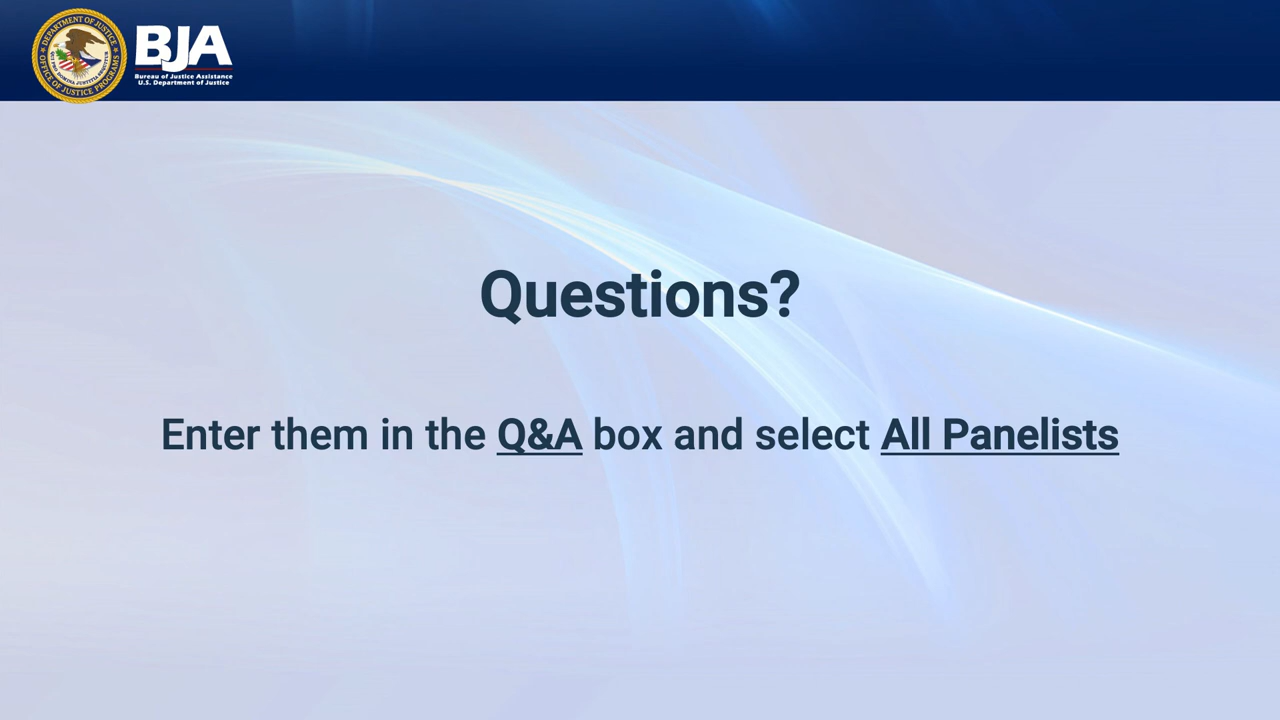 DEPARTMENT OF JUSTICE
OFFICE OF JUSTICE PROGRAMS
BJA
Bureau of Justice Assistance
U.S. Department of Justice
Questions?
Enter them in the Q&A box and select All Panelists